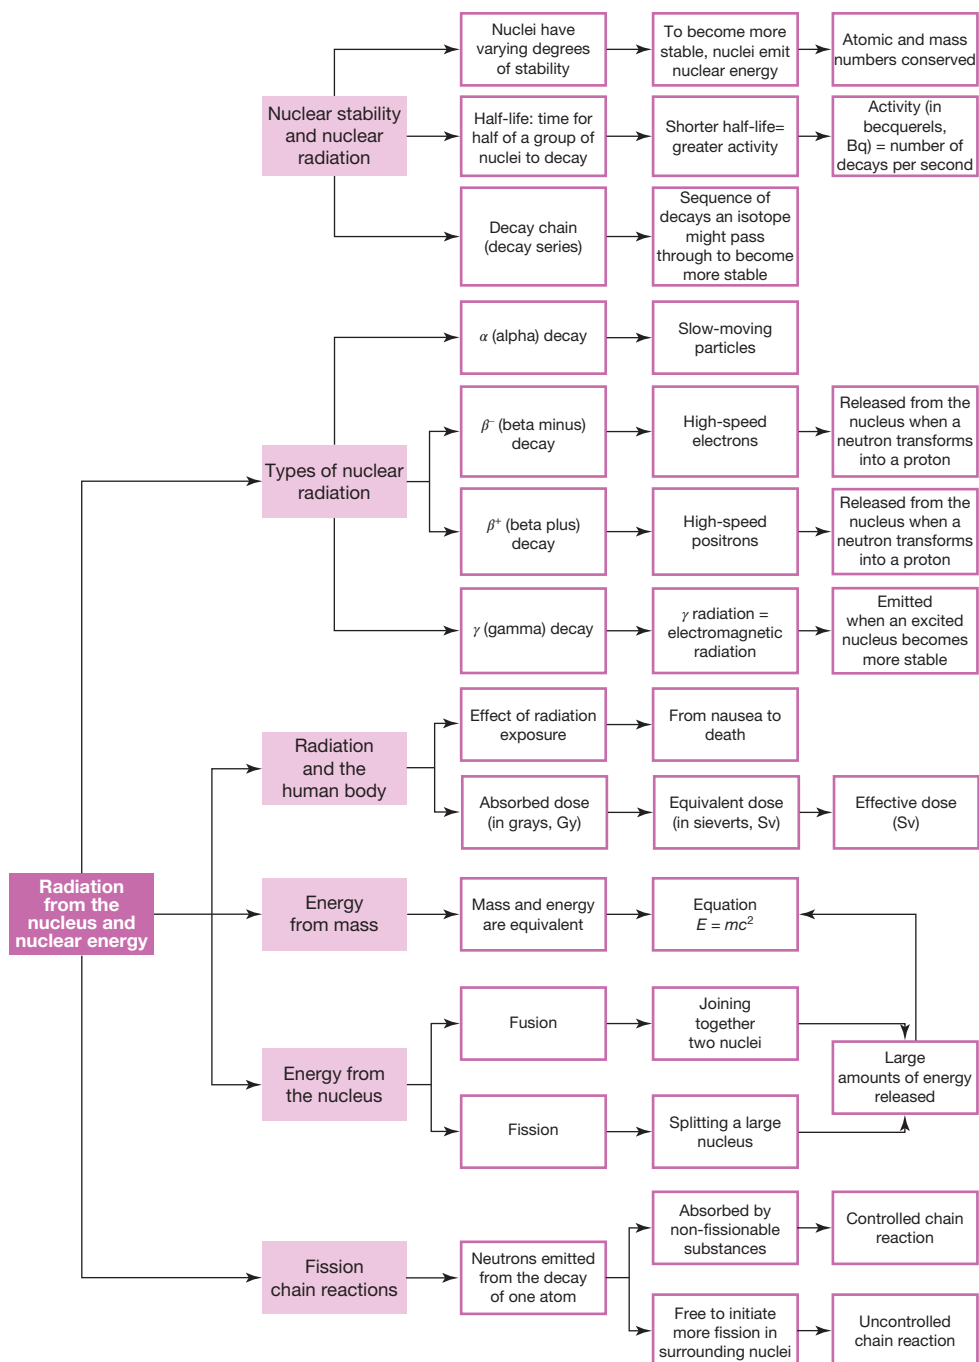 Nuclei have
varying degrees
of stability
To become more
stable, nuclei emit
nuclear energy
Atomic and mass
numbers conserved
Nuclear stability
and nuclear
radiation
Half-life: time for
half of a group of
nuclei to decay
Shorter half-life=
greater activity
Activity (in
becquerels,
Bq) = number of
decays per second
Decay chain
(decay series)
Sequence of
decays an isotope
might pass
through to become
more stable
Types of nuclear
radiation
α (alpha) decay
Slow-moving
particles
β⁻ (beta minus)
decay
High-speed
electrons
Released from the
nucleus when a
neutron transforms
into a proton
β⁺ (beta plus)
decay
High-speed
positrons
Released from the
nucleus when a
neutron transforms
into a proton
γ (gamma) decay
γ radiation =
electromagnetic
radiation
Emitted
when an excited
nucleus becomes
more stable
Radiation
and the
human body
Effect of radiation
exposure
From nausea to
death
Absorbed dose
(in grays, Gy)
Equivalent dose
(in sieverts, Sv)
Effective dose
(Sv)
Radiation
from the
nucleus and
nuclear energy
Energy
from mass
Mass and energy
are equivalent
Equation
E = mc²
Energy from
the nucleus
Fusion
Joining
together
two nuclei
Large
amounts of energy
released
Fission
Splitting a large
nucleus
Fission
chain reactions
Neutrons emitted
from the decay
of one atom
Absorbed by
non-fissionable
substances
Controlled chain
reaction
Free to initiate
more fission in
surrounding nuclei
Uncontrolled
chain reaction